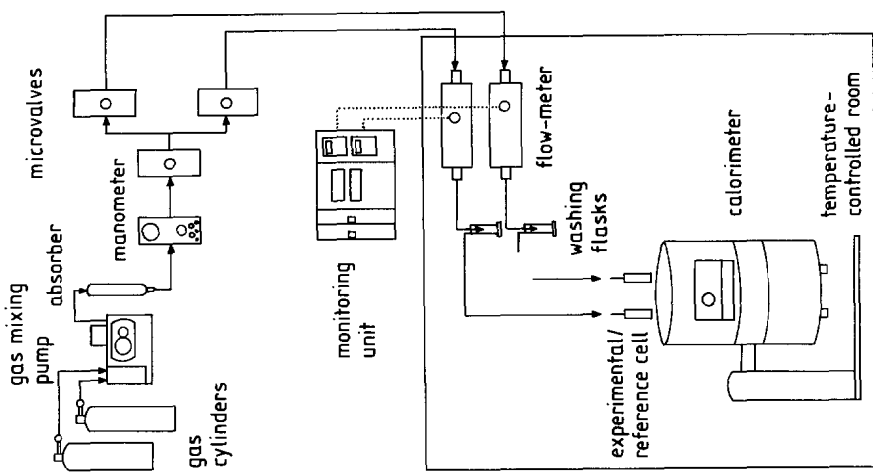 gas mixing
pump
absorber
manometer
microvalves
gas
cylinders
monitoring
unit
flow-meter
washing
flasks
experimental/
reference cell
calorimeter
temperature-
controlled room